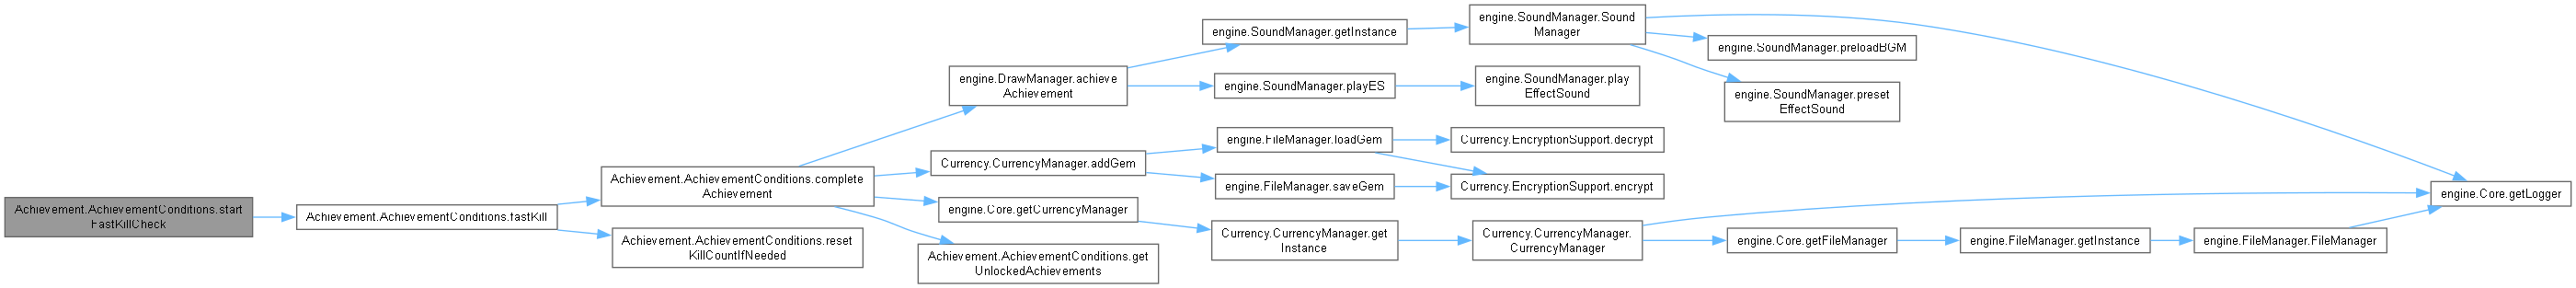 Achievement.AchievementConditions.start
FastKillCheck
Achievement.AchievementConditions.fastKill
Achievement.AchievementConditions.complete
Achievement
Achievement.AchievementConditions.reset
KillCountIfNeeded
engine.DrawManager.achieve
Achievement
Currency.CurrencyManager.addGem
engine.Core.getCurrencyManager
Achievement.AchievementConditions.get
UnlockedAchievements
engine.SoundManager.getInstance
engine.SoundManager.playES
engine.FileManager.loadGem
engine.FileManager.saveGem
Currency.CurrencyManager.get
Instance
engine.SoundManager.Sound
Manager
engine.SoundManager.play
EffectSound
Currency.EncryptionSupport.decrypt
Currency.EncryptionSupport.encrypt
Currency.CurrencyManager.
CurrencyManager
engine.SoundManager.preloadBGM
engine.SoundManager.preset
EffectSound
engine.Core.getFileManager
engine.FileManager.getInstance
engine.FileManager.FileManager
engine.Core.getLogger